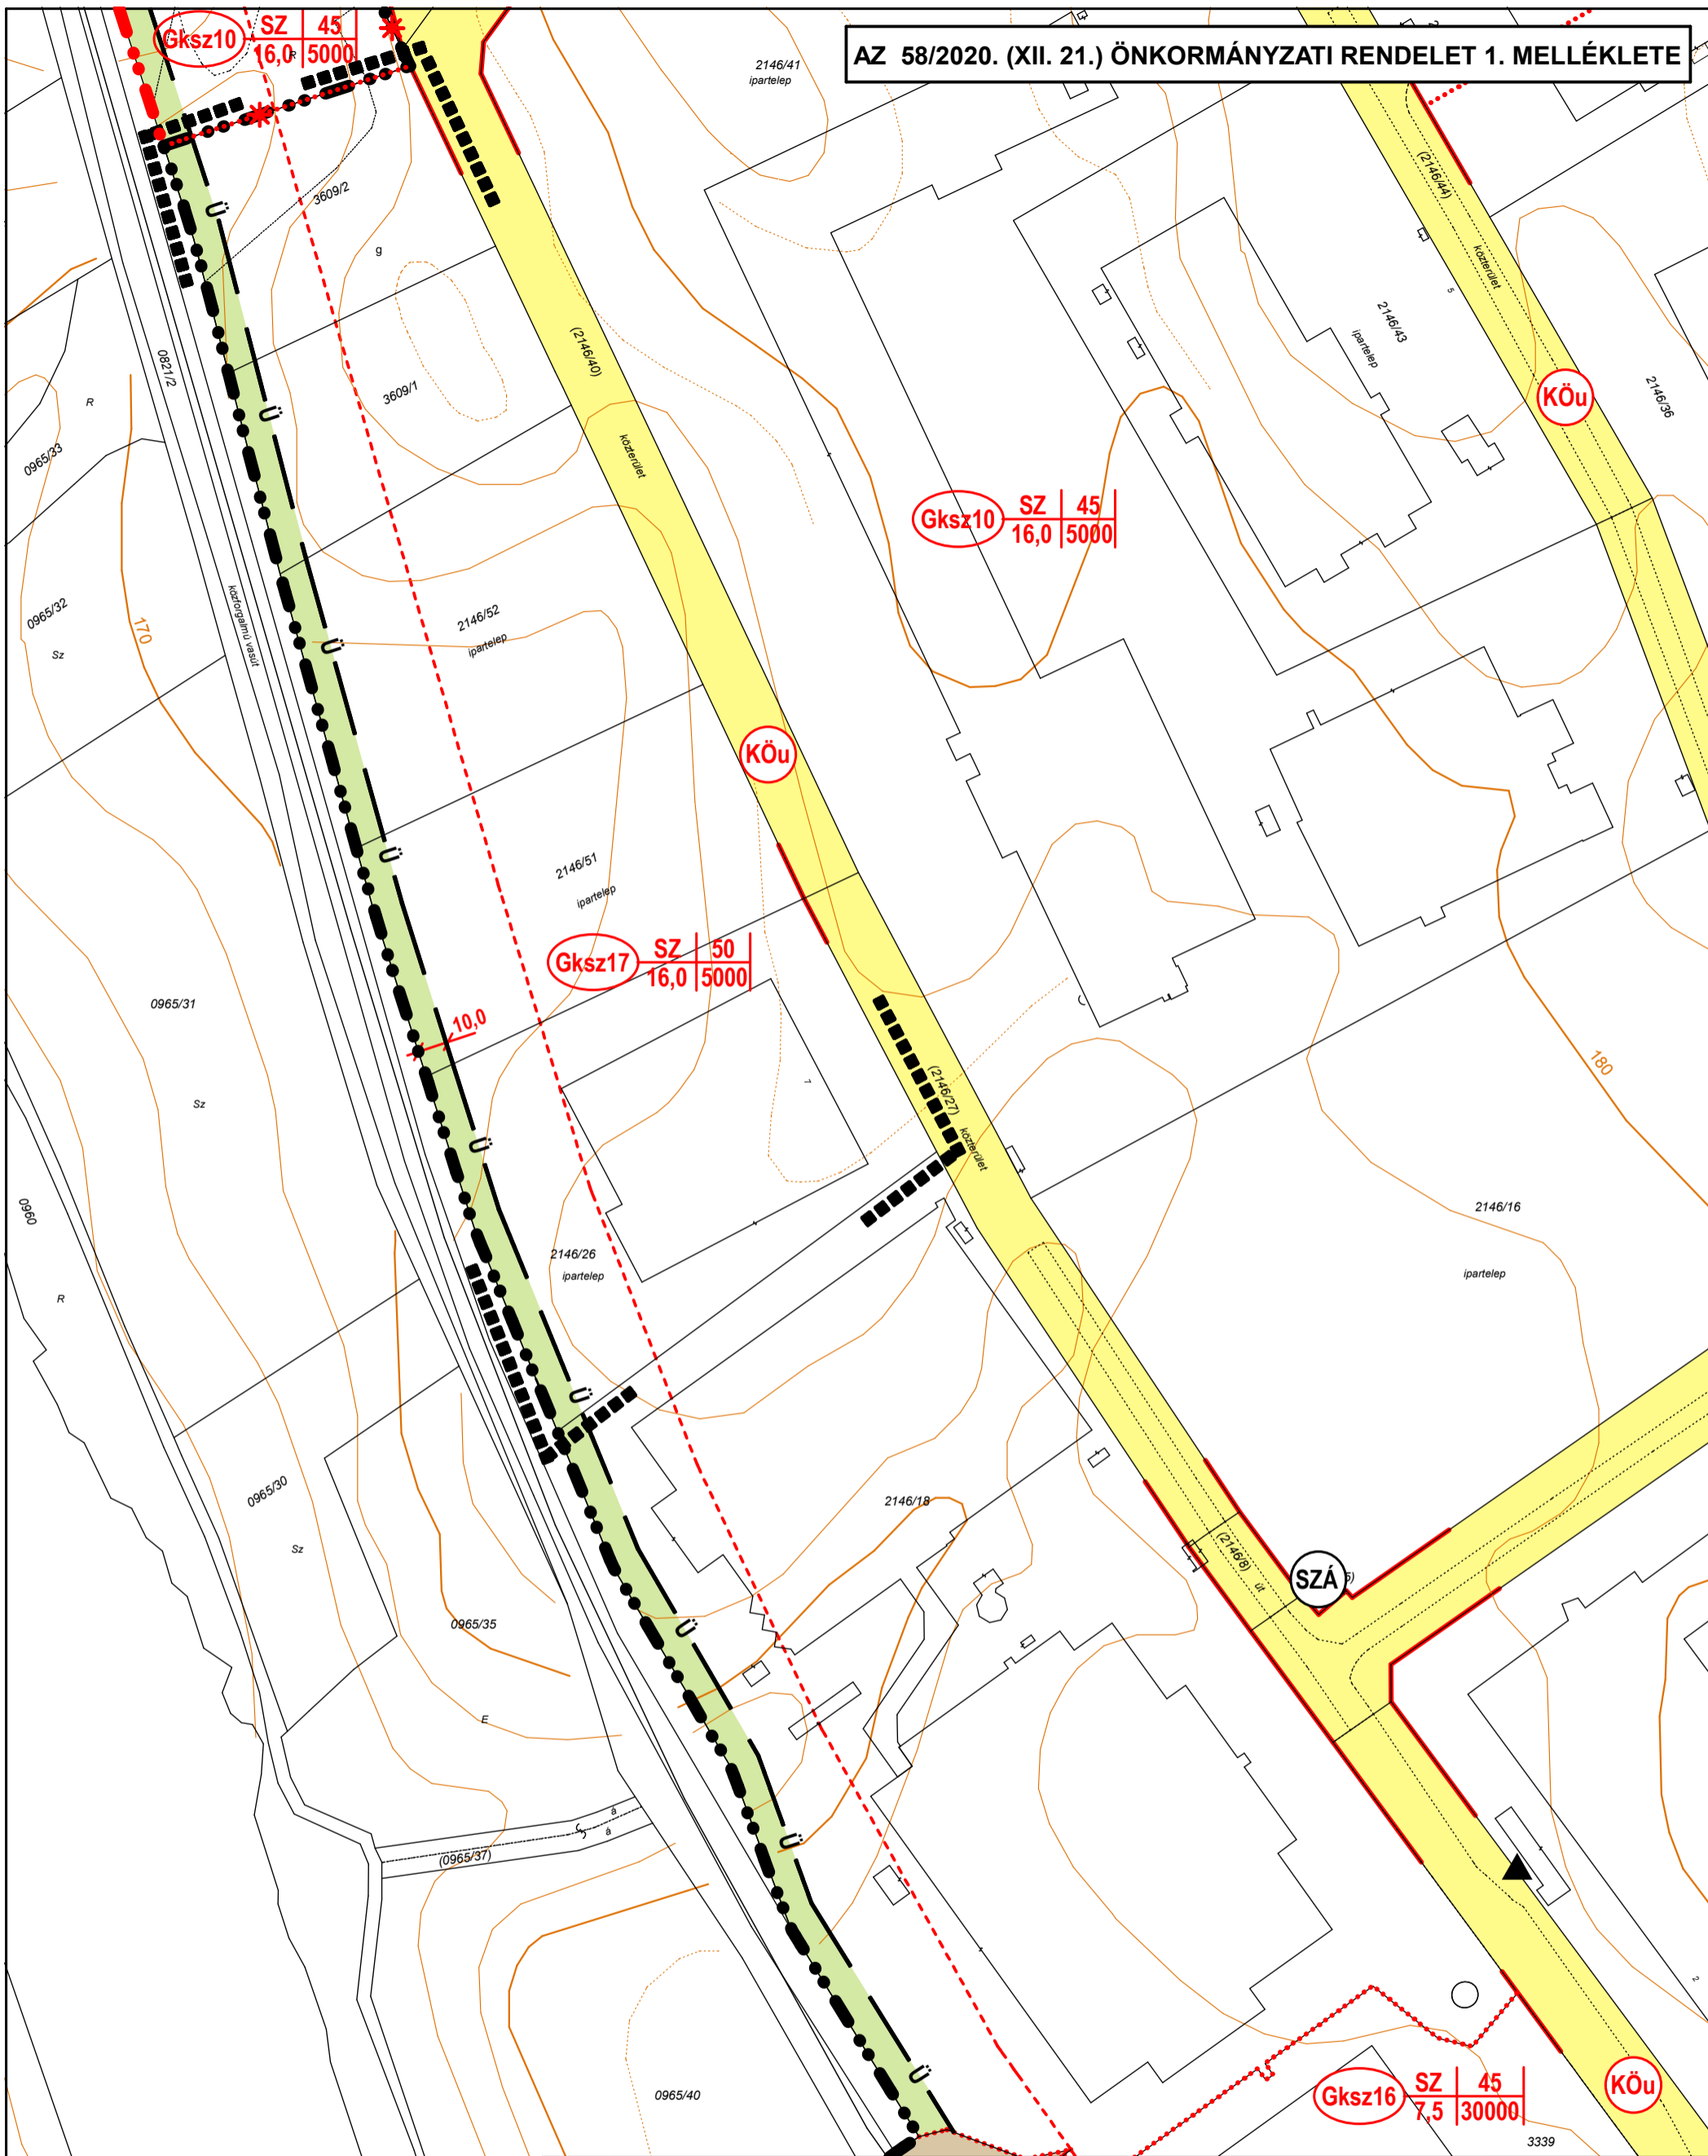 AZ 58/2020. (XII. 21.) ÖNKORMÁNYZATI RENDELET 1. MELLÉKLETE
Gksz10 SZ 45
16,0 5000
R
2146/41
ipartelep
(2146/44)
közterület
5
3609/2
g
Ü
(2146/40)
közterület
2146/43
ipartelep
2146/36
KÖu
0821/2
R
3609/1
Ü
0965/33
Gksz10 SZ 45
16,0 5000
0965/32
Sz
170
közforgalmú vasút
2146/52
ipartelep
Ü
KÖu
2146/51
ipartelep
Ü
Gksz17 SZ 50
16,0 5000
0965/31
10,0
Sz
7
(2146/27)
közterület
180
Ü
0960
2146/16
ipartelep
2146/26
ipartelep
R
Ü
0965/30
Sz
2146/18
(2146/8)
út
SZÁ
5)
0965/35
Ü
E
á
á
(0965/37)
Ü
2
0965/40
Ü
Gksz16 SZ 45
7,5 30000
KÖu
3339